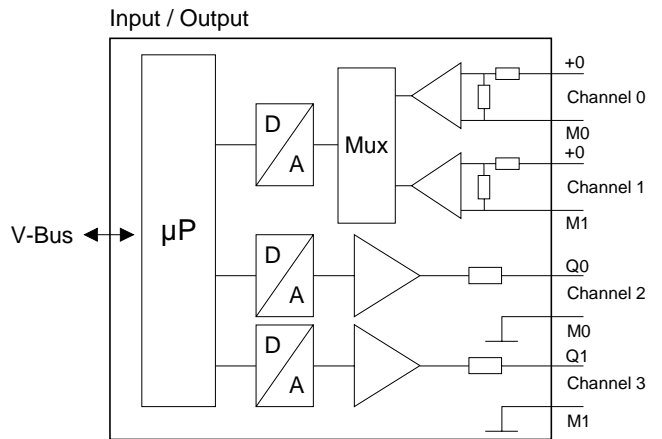 Input / Output
+0
Channel 0
M0
D
A
Mux
+0
Channel 1
M1
V-Bus
µP
D
A
Q0
Channel 2
M0
D
A
Q1
Channel 3
M1